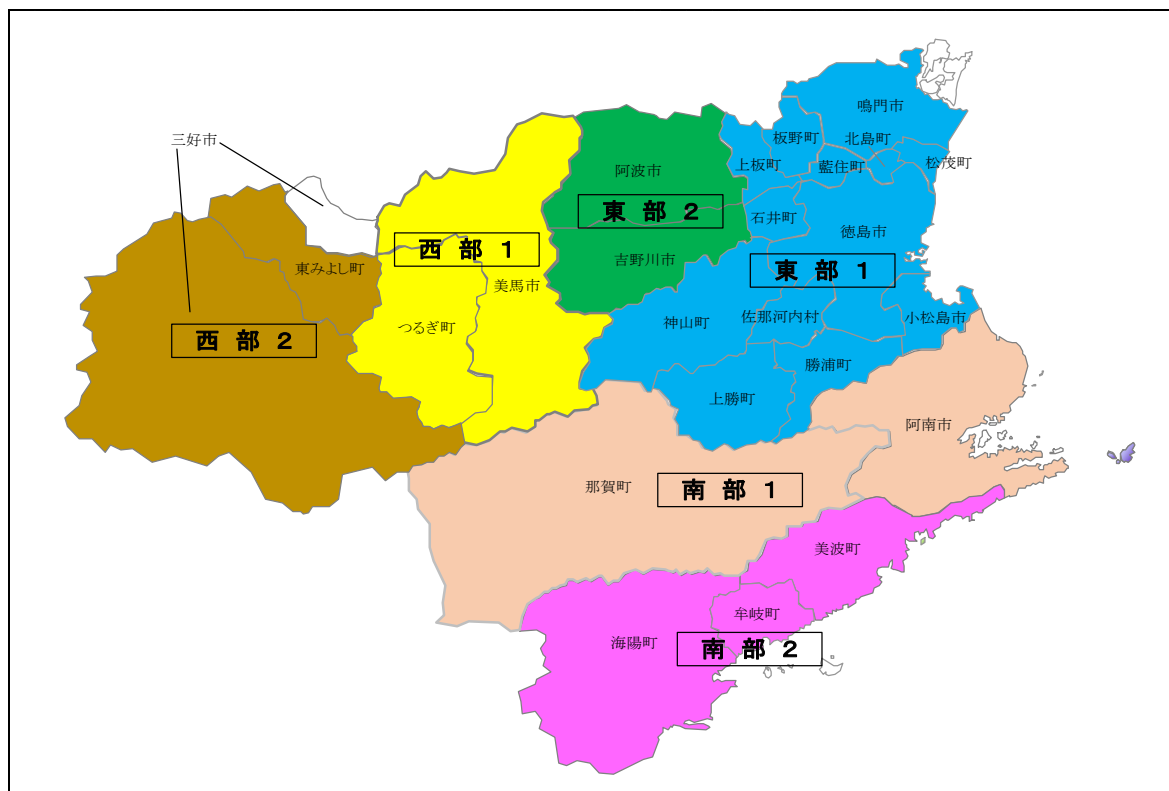 鳴門市
板野町
北島町
三好市
松茂町
上板町
藍住町
阿波市
東部2
石井町
徳島市
西部1
吉野川市
東部1
東みよし町
美馬市
つるぎ町
神山町
佐那河内村
小松島市
西部2
勝浦町
上勝町
阿南市
那賀町
南部1
美波町
牟岐町
海陽町
南部2